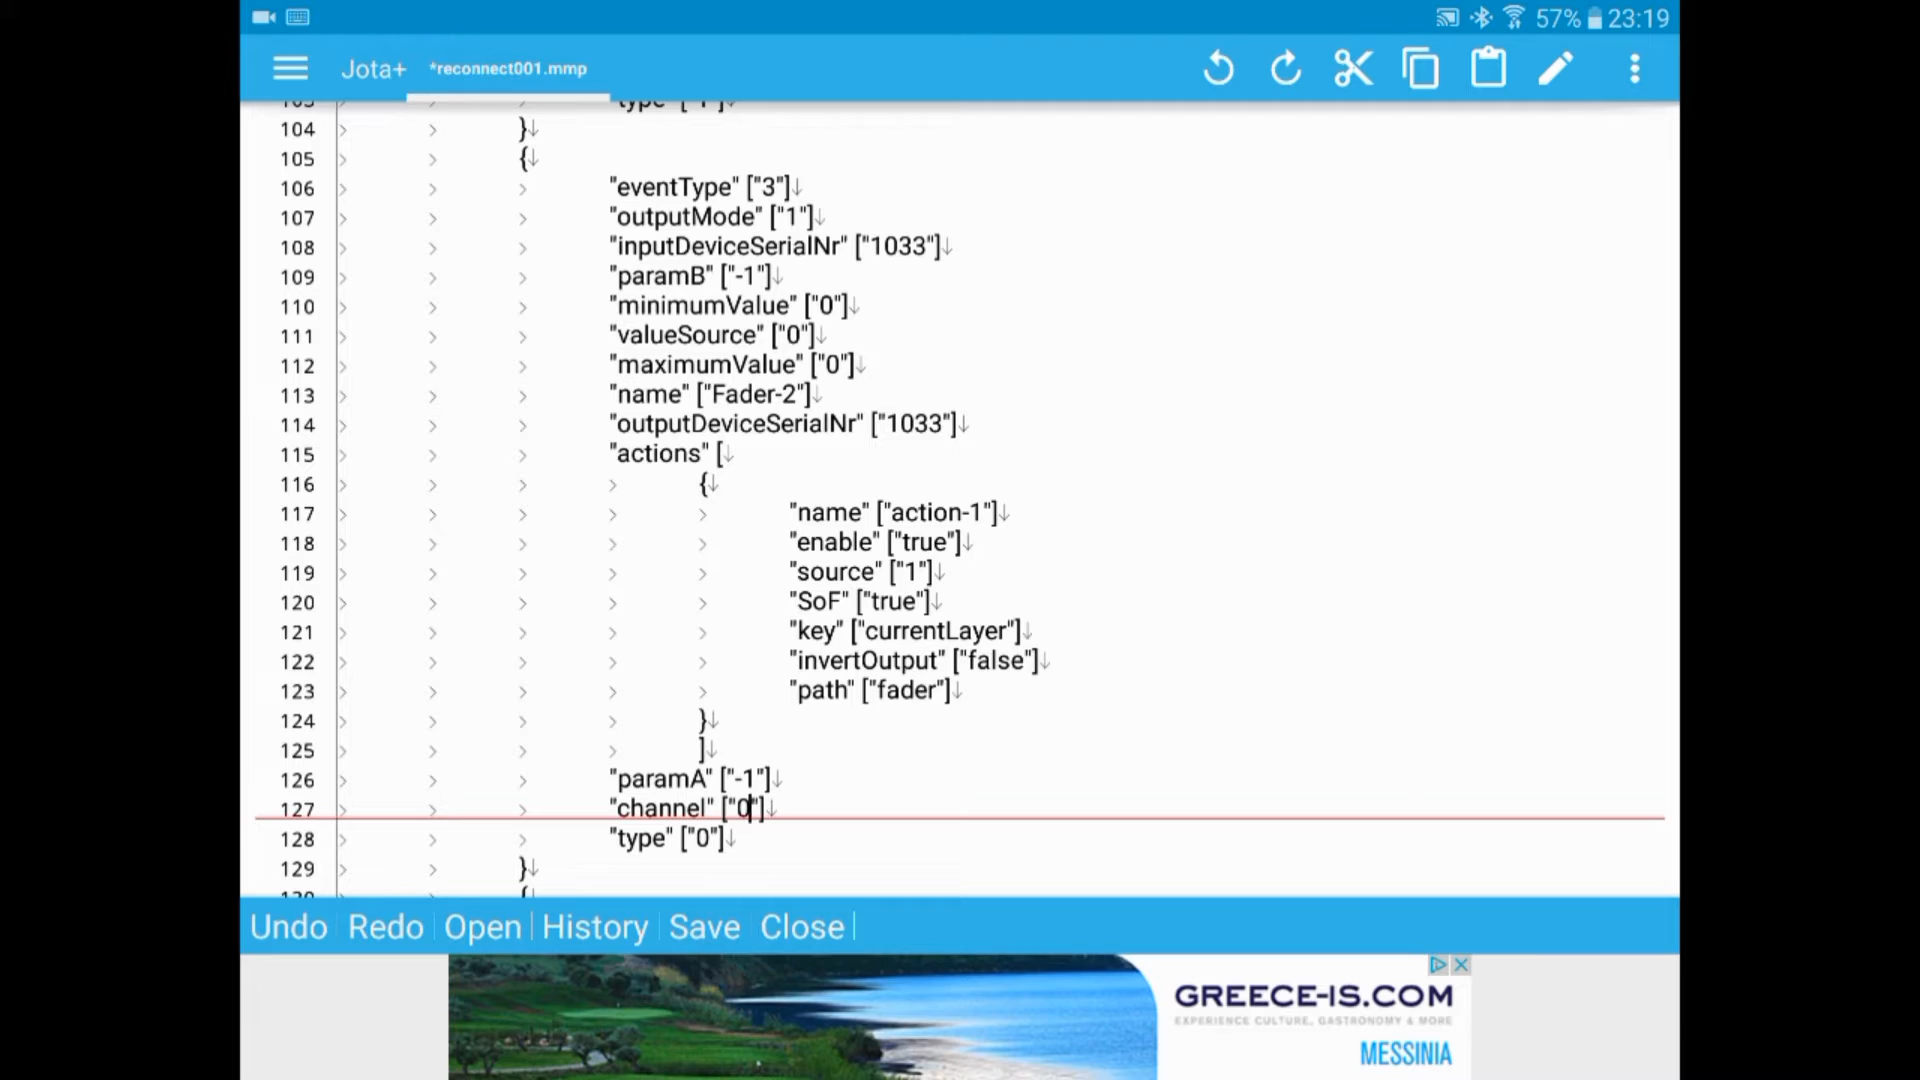 57% 23:19
Jota+ *reconnect001.mmp
103 "type" ["1"]
104 }
105 {
106 "eventType" ["3"]
107 "outputMode" ["1"]
108 "inputDeviceSerialNr" ["1033"]
109 "paramB" ["-1"]
110 "minimumValue" ["0"]
111 "valueSource" ["0"]
112 "maximumValue" ["0"]
113 "name" ["Fader-2"]
114 "outputDeviceSerialNr" ["1033"]
115 "actions" [
116 {
117 "name" ["action-1"]
118 "enable" ["true"]
119 "source" ["1"]
120 "SoF" ["true"]
121 "key" ["currentLayer"]
122 "invertOutput" ["false"]
123 "path" ["fader"]
124 }
125 ]
126 "paramA" ["-1"]
127 "channel" ["0"]
128 "type" ["0"]
129 }
130 {
Undo Redo Open History Save Close
GREECE-IS.COM
EXPERIENCE CULTURE, GASTRONOMY & MORE
MESSINIA